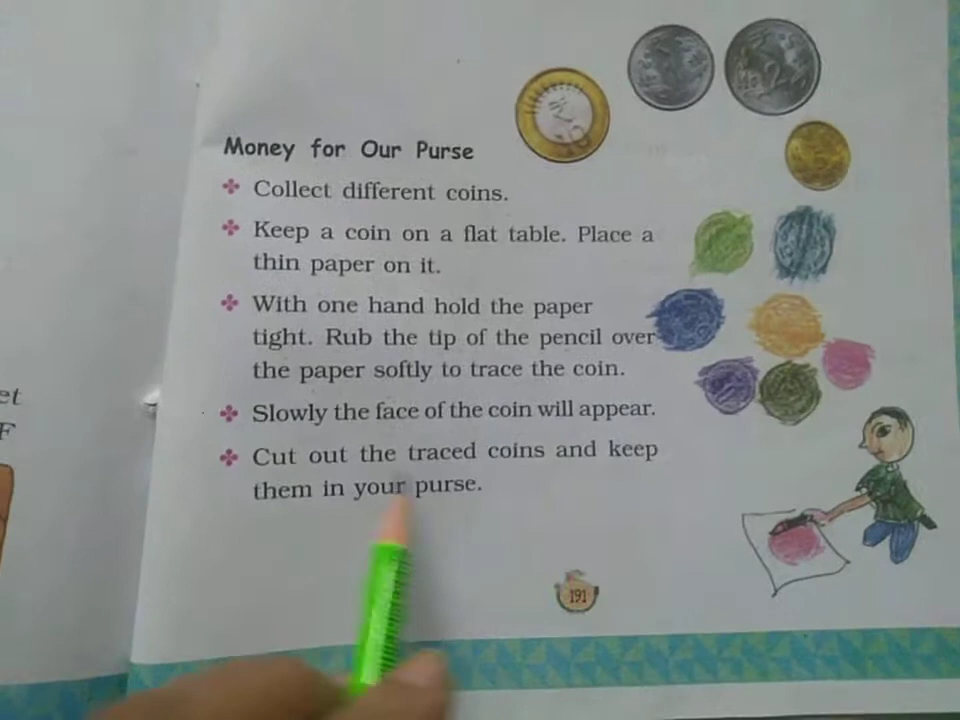 Money for Our Purse
Collect different coins.
Keep a coin on a flat table. Place a
thin paper on it.
With one hand hold the paper
tight. Rub the tip of the pencil over
the paper softly to trace the coin.
Slowly the face of the coin will appear.
Cut out the traced coins and keep
them in your purse.
191
et
F